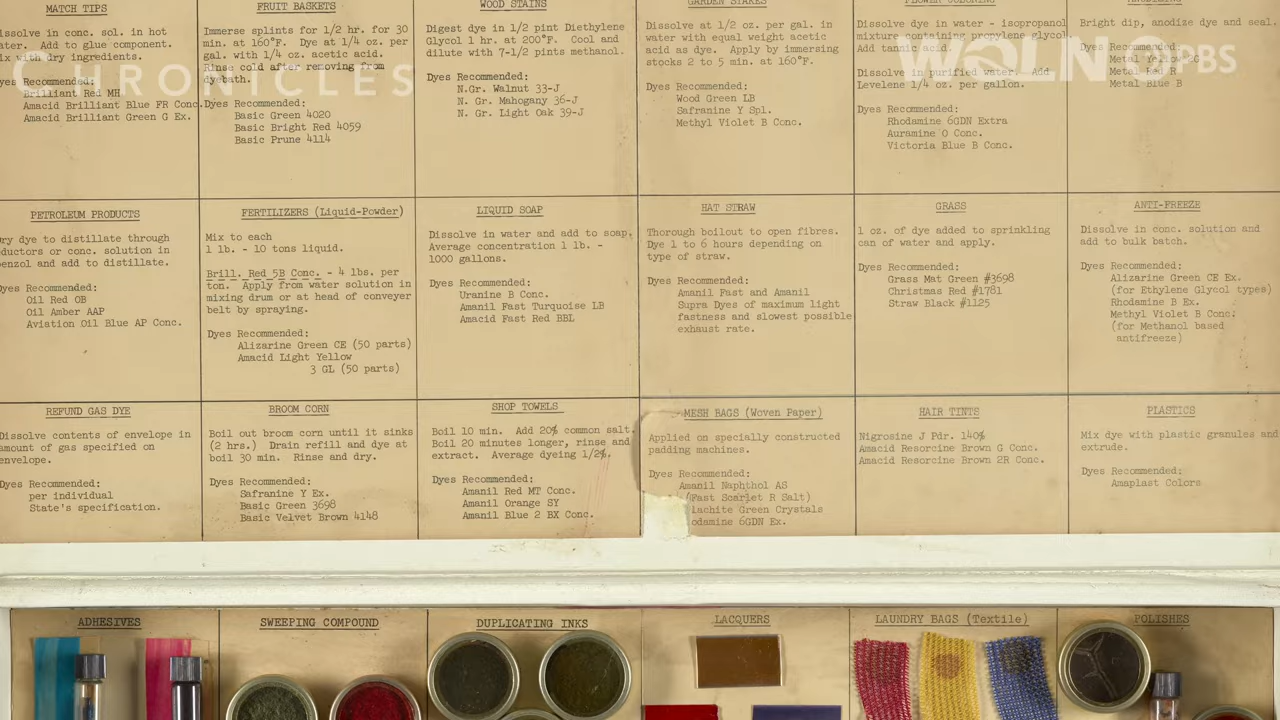 MATCH TIPS
issolve in conc. sol. in hot
ater. Add to glue component.
ix with dry ingredients.
yes Recommended:
Brilliant Red MH
Amacid Brilliant Blue FR Conc.
Amacid Brilliant Green G Ex.
FRUIT BASKETS
Immerse splints for 1/2 hr. for 30
min. at 160°F. Dye at 1/4 oz. per
gal. with 1/4 oz. acetic acid.
Rinse cold after removing from
dyebath.
Dyes Recommended:
Basic Green 4020
Basic Bright Red 4059
Basic Prune 4114
WOOD STAINS
Digest dye in 1/2 pint Diethylene
Glycol 1 hr. at 200°F. Cool and
dilute with 7-1/2 pints methanol.
Dyes Recommended:
N.Gr. Walnut 33-J
N. Gr. Mahogany 36-J
N. Gr. Light Oak 39-J
GARDEN STAKES
Dissolve at 1/2 oz. per gal. in
water with equal weight acetic
acid as dye. Apply by immersing
stocks 2 to 5 min. at 160°F.
Dyes Recommended:
Wood Green LB
Safranine Y Spl.
Methyl Violet B Conc.
Dissolve dye in water - isopropanol
mixture containing propylene glycol.
Add tannic acid.
Dissolve in purified water. Add
Levelene 1/4 oz. per gallon.
Dyes Recommended:
Rhodamine 6GDN Extra
Auramine O Conc.
Victoria Blue B Conc.
Bright dip, anodize dye and seal.
Dyes Recommended:
Metal Yellow 2G
Metal Red R
Metal Blue B
CHRONICLES
WQLN PBS
PETROLEUM PRODUCTS
ry dye to distillate through
ductors or conc. solution in
enzol and add to distillate.
yes Recommended:
Oil Red OB
Oil Amber AAP
Avistion Oil Blue AP Conc.
FERTILIZERS (Liquid-Powder)
Mix to each
1 lb. - 10 tons liquid.
Brill. Red 5B Conc. - 4 lbs. per
ton. Apply from water solution in
mixing drum or at head of conveyer
belt by spraying.
Dyes Recommended:
Alizarine Green CE (50 parts)
Amacid Light Yellow
3 GL (50 parts)
LIQUID SOAP
Dissolve in water and add to soap.
Average concentration 1 lb. -
1000 gallons.
Dyes Recommended:
Uranine B Conc.
Amanil Fast Turquoise LB
Amacid Fast Red BBL
HAT STRAW
Thorough boilout to open fibres.
Dye 1 to 6 hours depending on
type of straw.
Dyes Recommended:
Amanil Fast and Amanil
Supra Dyes of maximum light
fastness and slowest possible
exhaust rate.
GRASS
1 oz. of dye added to sprinkling
can of water and apply.
Dyes Recommended:
Grass Mat Green #3698
Christmas Red #1781
Straw Black #1125
ANTI-FREEZE
Dissolve in conc. solution and
add to bulk batch.
Dyes Recommended:
Alizarine Green CE Ex.
(for Ethylene Glycol types)
Rhodamine B Ex.
Methyl Violet B Conc.
(for Methanol based
antifreeze)
REFUND GAS DYE
Dissolve contents of envelope in
amount of gas specified on
envelope.
Dyes Recommended:
per individual
State's specification.
BROOM CORN
Boil out broom corn until it sinks
(2 hrs.) Drain refill and dye at
boil 30 min. Rinse and dry.
Dyes Recommended:
Safranine Y Ex.
Basic Green 3698
Basic Velvet Brown 4148
SHOP TOWELS
Boil 10 min. Add 20% common salt.
Boil 20 minutes longer, rinse and
extract. Average dyeing 1/2%.
Dyes Recommended:
Amanil Red MT Conc.
Amanil Orange SY
Amanil Blue 2 BX Conc.
MESH BAGS (Woven Paper)
Applied on specially constructed
padding machines.
Dyes Recommended:
Amanil Naphthol AS
(Fast Scarlet R Salt)
lachite Green Crystals
odamine 6GDN Ex.
HAIR TINTS
Nigrosine J Pdr. 140%
Amacid Resorcine Brown G Conc.
Amacid Resorcine Brown 2R Conc.
PLASTICS
Mix dye with plastic granules and
extrude.
Dyes Recommended:
Amaplast Colors
ADHESIVES
SWEEPING COMPOUND
DUPLICATING INKS
LACQUERS
LAUNDRY BAGS (Textile)
POLISHES